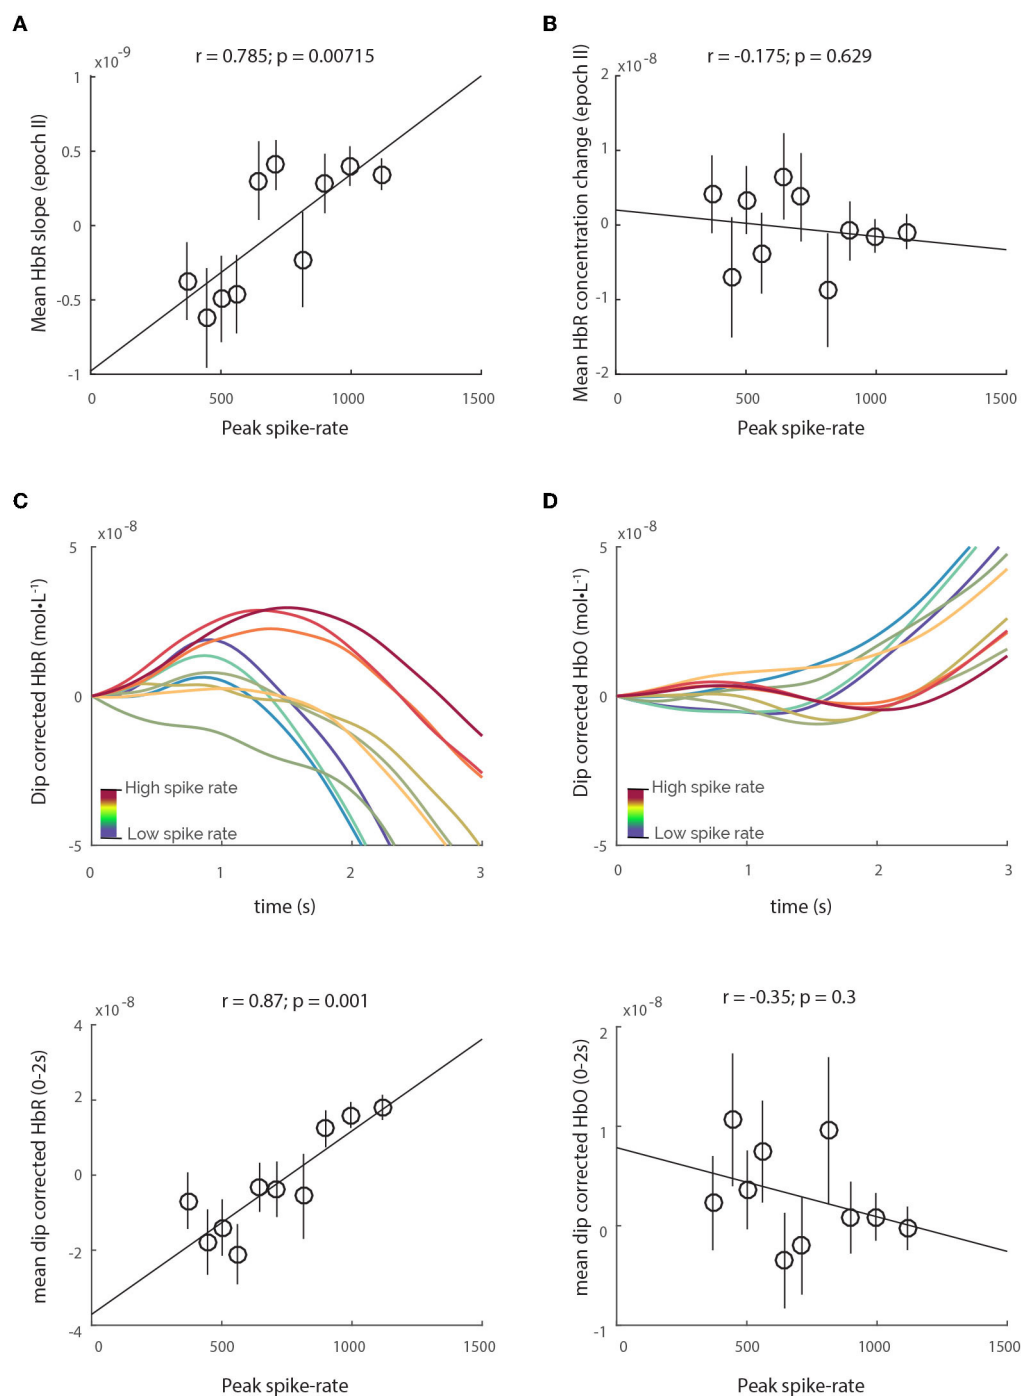 A
r = 0.785; p = 0.00715
x10⁻⁹
Mean HbR slope (epoch II)
1
0.5
0
-0.5
-1
0 500 1000 1500
Peak spike-rate
B
r = -0.175; p = 0.629
x10⁻⁸
Mean HbR concentration change (epoch II)
2
1
0
-1
-2
0 500 1000 1500
Peak spike-rate
C
x10⁻⁸
Dip corrected HbR (mol•L⁻¹)
5
0
-5
High spike rate
Low spike rate
0 1 2 3
time (s)
D
x10⁻⁸
Dip corrected HbO (mol•L⁻¹)
5
0
-5
High spike rate
Low spike rate
0 1 2 3
time (s)
r = 0.87; p = 0.001
x10⁻⁸
mean dip corrected HbR (0-2s)
4
2
0
-2
-4
0 500 1000 1500
Peak spike-rate
r = -0.35; p = 0.3
x10⁻⁸
mean dip corrected HbO (0-2s)
2
1
0
-1
0 500 1000 1500
Peak spike-rate